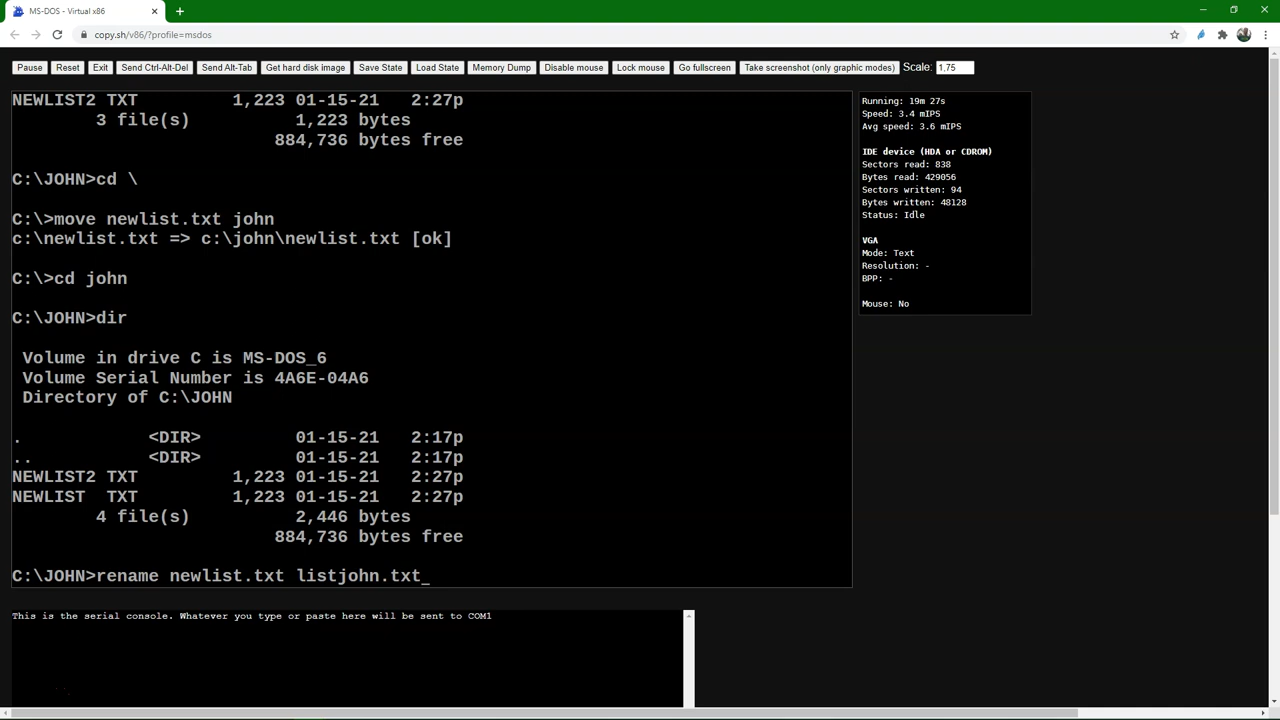 MS-DOS - Virtual x86
copy.sh/v86/?profile=msdos
Pause Reset Exit Send Ctrl-Alt-Del Send Alt-Tab Get hard disk image Save State Load State Memory Dump Disable mouse Lock mouse Go fullscreen Take screenshot (only graphic modes) Scale: 1,75
NEWLIST2 TXT 1,223 01-15-21 2:27p
3 file(s) 1,223 bytes
884,736 bytes free
C:\JOHN>cd \
C:\>move newlist.txt john
c:\newlist.txt => c:\john\newlist.txt [ok]
C:\>cd john
C:\JOHN>dir
Volume in drive C is MS-DOS_6
Volume Serial Number is 4A6E-04A6
Directory of C:\JOHN
. <DIR> 01-15-21 2:17p
.. <DIR> 01-15-21 2:17p
NEWLIST2 TXT 1,223 01-15-21 2:27p
NEWLIST TXT 1,223 01-15-21 2:27p
4 file(s) 2,446 bytes
884,736 bytes free
C:\JOHN>rename newlist.txt listjohn.txt_
Running: 19m 27s
Speed: 3.4 mIPS
Avg speed: 3.6 mIPS
IDE device (HDA or CDROM)
Sectors read: 838
Bytes read: 429056
Sectors written: 94
Bytes written: 48128
Status: Idle
VGA
Mode: Text
Resolution: -
BPP: -
Mouse: No
This is the serial console. Whatever you type or paste here will be sent to COM1